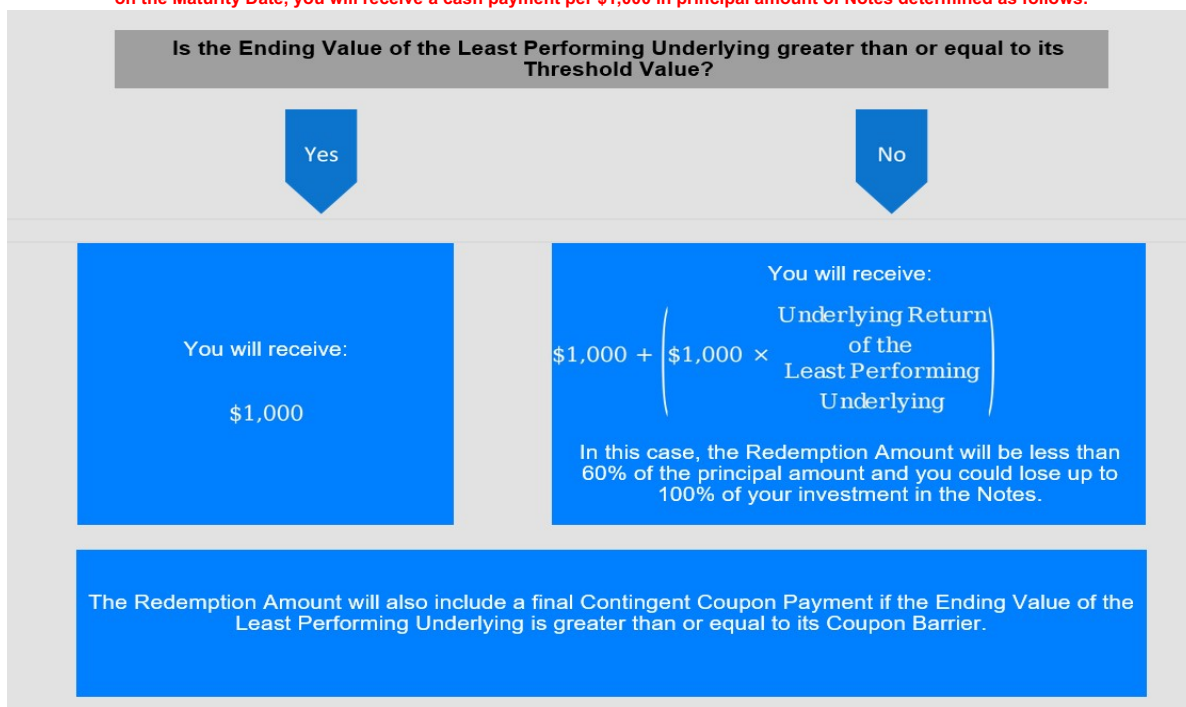 on the Maturity Date, you will receive a cash payment per $1,000 in principal amount of Notes determined as follows:
Is the Ending Value of the Least Performing Underlying greater than or equal to its
Threshold Value?
Yes
No
You will receive:
$1,000
You will receive:
$1,000 + ($1,000 × Underlying Return
of the
Least Performing
Underlying)
In this case, the Redemption Amount will be less than
60% of the principal amount and you could lose up to
100% of your investment in the Notes.
The Redemption Amount will also include a final Contingent Coupon Payment if the Ending Value of the
Least Performing Underlying is greater than or equal to its Coupon Barrier.